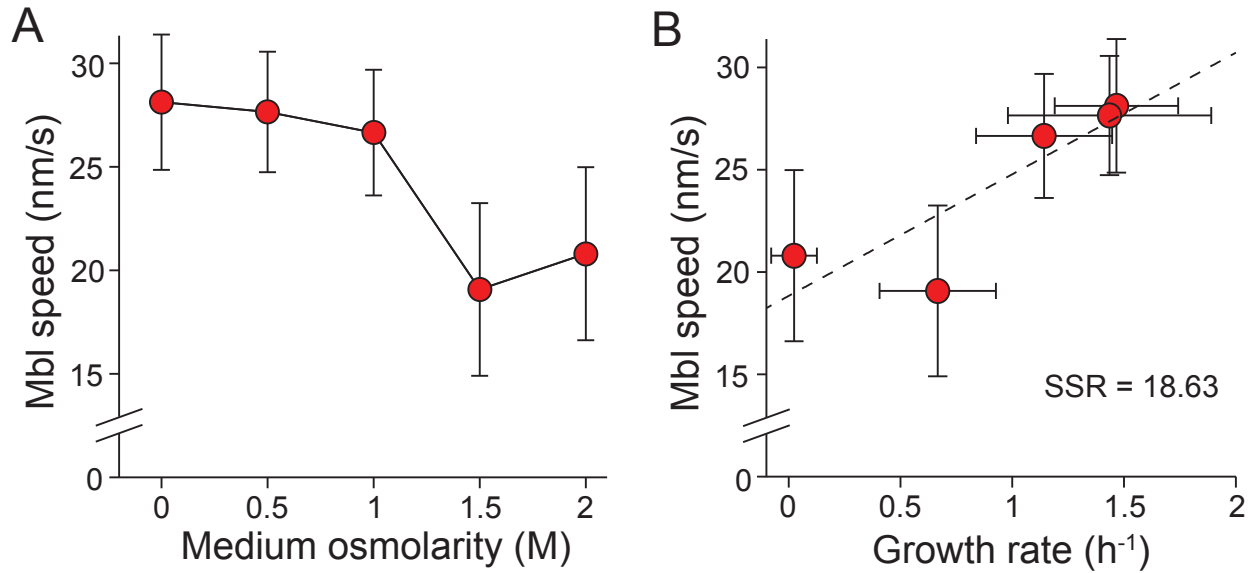 A
Mbl speed (nm/s)
30
25
20
15
0
0 0.5 1 1.5 2
Medium osmolarity (M)
B
Mbl speed (nm/s)
30
25
20
15
0
SSR = 18.63
0 0.5 1 1.5 2
Growth rate (h⁻¹)